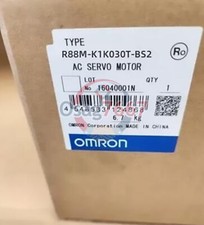 TYPE
R88M-K1K030T-BS2
AC SERVO MOTOR
LOT QTY
No 1604000IN 1
6.7 kg
OMRON Corporation MADE IN CHINA
OMRON